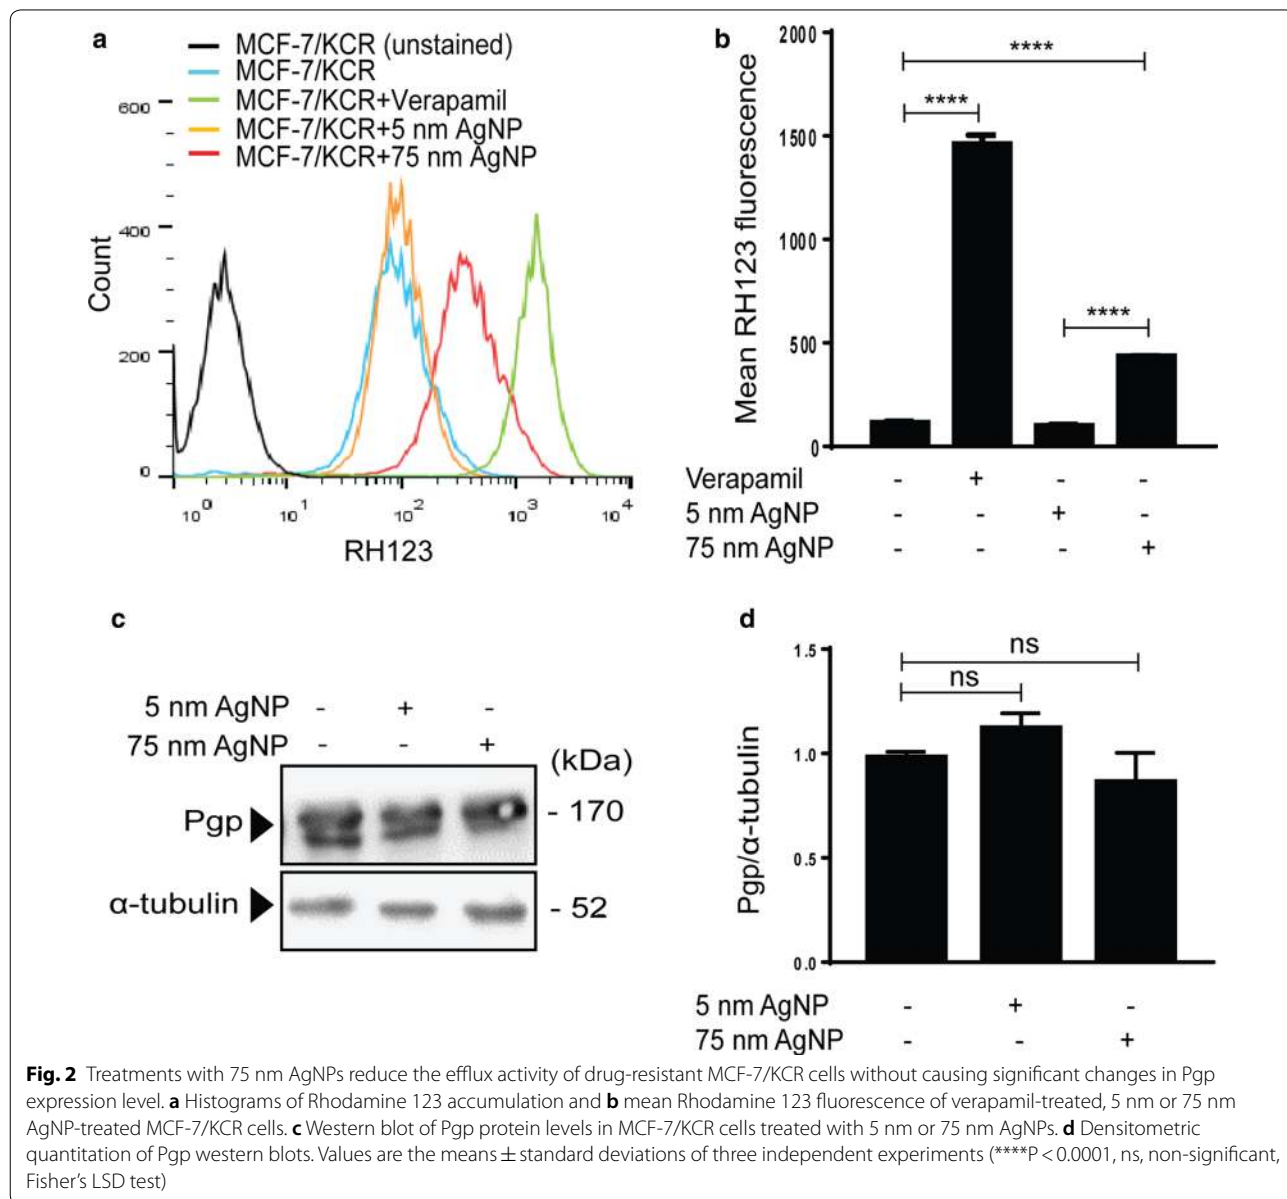 a
MCF-7/KCR (unstained)
MCF-7/KCR
MCF-7/KCR+Verapamil
MCF-7/KCR+5 nm AgNP
MCF-7/KCR+75 nm AgNP
600
400
200
0
Count
10^0 10^1 10^2 10^3 10^4
RH123
b
2000
1500
1000
500
0
Mean RH123 fluorescence
****
****
****
Verapamil - + - -
5 nm AgNP - - + -
75 nm AgNP - - - +
c
5 nm AgNP - + -
75 nm AgNP - - +
(kDa)
Pgp - 170
α-tubulin - 52
d
1.5
1.0
0.5
0.0
Pgp/α-tubulin
ns
ns
5 nm AgNP - + -
75 nm AgNP - - +
Fig. 2 Treatments with 75 nm AgNPs reduce the efflux activity of drug-resistant MCF-7/KCR cells without causing significant changes in Pgp
expression level. a Histograms of Rhodamine 123 accumulation and b mean Rhodamine 123 fluorescence of verapamil-treated, 5 nm or 75 nm
AgNP-treated MCF-7/KCR cells. c Western blot of Pgp protein levels in MCF-7/KCR cells treated with 5 nm or 75 nm AgNPs. d Densitometric
quantitation of Pgp western blots. Values are the means ± standard deviations of three independent experiments (****P < 0.0001, ns, non-significant,
Fisher's LSD test)